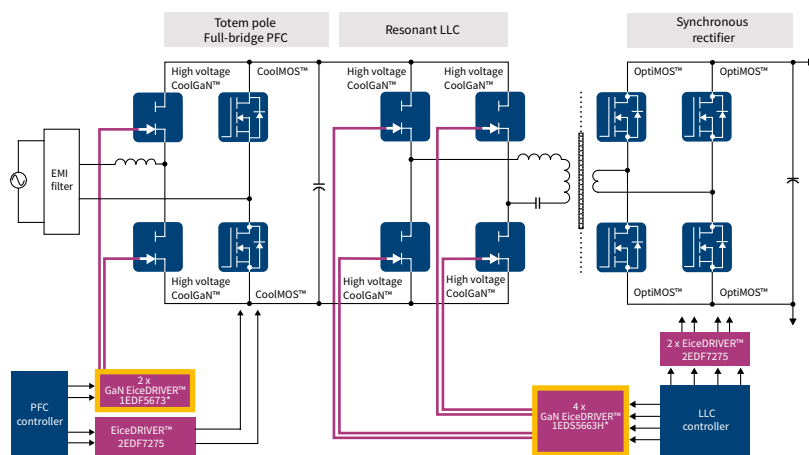 Totem pole
Full-bridge PFC
Resonant LLC
Synchronous
rectifier
High voltage
CoolGaN™
CoolMOS™
High voltage
CoolGaN™
High voltage
CoolGaN™
OptiMOS™
OptiMOS™
EMI
filter
High voltage
CoolGaN™
CoolMOS™
High voltage
CoolGaN™
High voltage
CoolGaN™
OptiMOS™
OptiMOS™
PFC
controller
2 x
GaN EiceDRIVER™
1EDF5673*
EiceDRIVER™
2EDF7275
4 x
GaN EiceDRIVER™
1EDS5663H*
2 x EiceDRIVER™
2EDF7275
LLC
controller